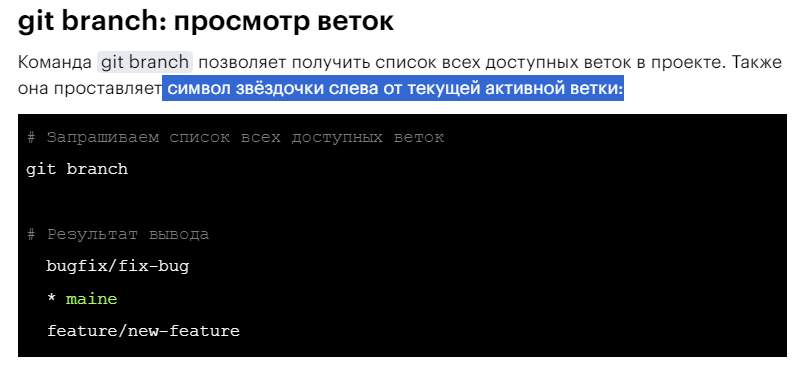 git branch: просмотр веток
Команда git branch позволяет получить список всех доступных веток в проекте. Также
она проставляет символ звёздочки слева от текущей активной ветки:
# Запрашиваем список всех доступных веток
git branch
# Результат вывода
bugfix/fix-bug
* maine
feature/new-feature